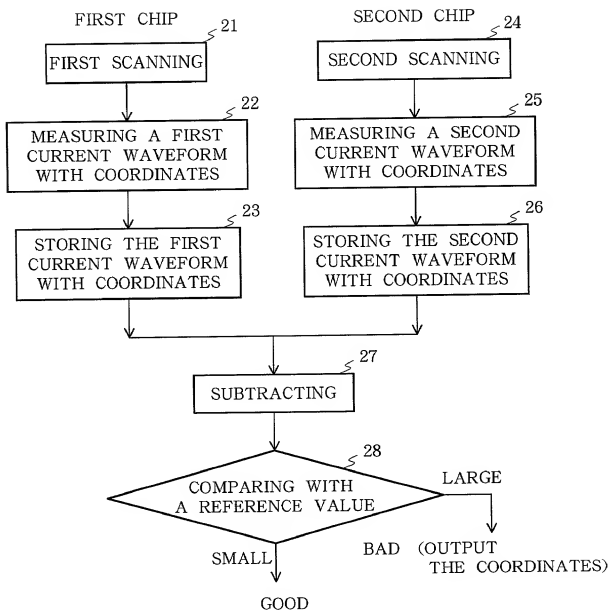 FIRST CHIP
21
FIRST SCANNING
22
MEASURING A FIRST
CURRENT WAVEFORM
WITH COORDINATES
23
STORING THE FIRST
CURRENT WAVEFORM
WITH COORDINATES
SECOND CHIP
24
SECOND SCANNING
25
MEASURING A SECOND
CURRENT WAVEFORM
WITH COORDINATES
26
STORING THE SECOND
CURRENT WAVEFORM
WITH COORDINATES
27
SUBTRACTING
28
COMPARING WITH
A REFERENCE VALUE
LARGE
BAD (OUTPUT
THE COORDINATES)
SMALL
GOOD